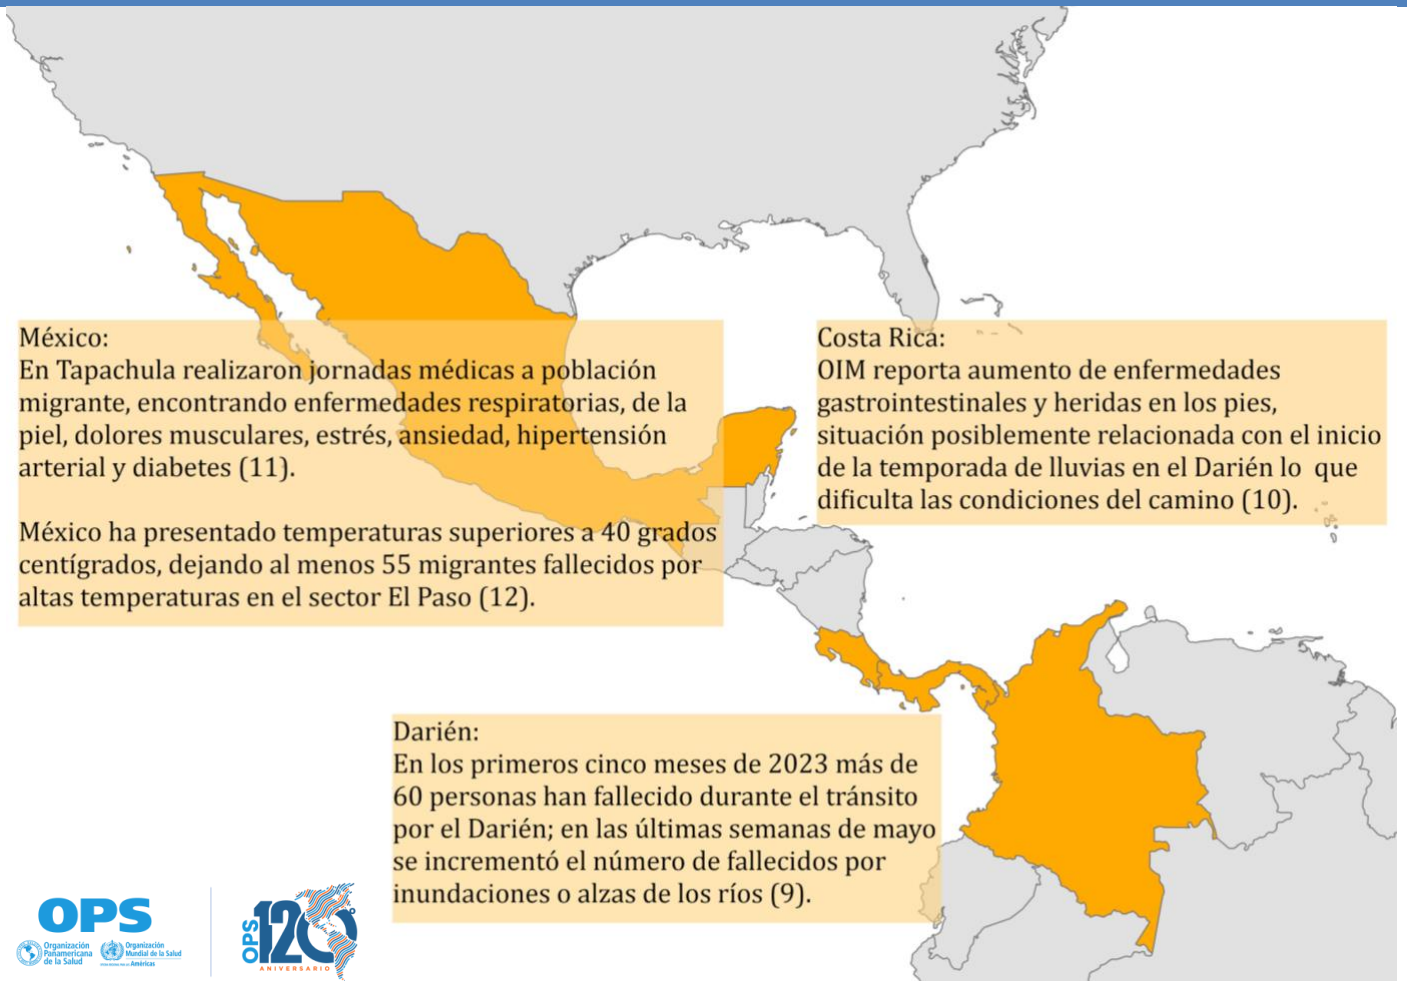 México:
En Tapachula realizaron jornadas médicas a población
migrante, encontrando enfermedades respiratorias, de la
piel, dolores musculares, estrés, ansiedad, hipertensión
arterial y diabetes (11).
México ha presentado temperaturas superiores a 40 grados
centígrados, dejando al menos 55 migrantes fallecidos por
altas temperaturas en el sector El Paso (12).
Costa Rica:
OIM reporta aumento de enfermedades
gastrointestinales y heridas en los pies,
situación posiblemente relacionada con el inicio
de la temporada de lluvias en el Darién lo  que
dificulta las condiciones del camino (10).
Darién:
En los primeros cinco meses de 2023 más de
60 personas han fallecido durante el tránsito
por el Darién; en las últimas semanas de mayo
se incrementó el número de fallecidos por
inundaciones o alzas de los ríos (9).
OPS
Organización
Panamericana
de la Salud
Organización
Mundial de la Salud
Américas
OPS
120
ANIVERSARIO